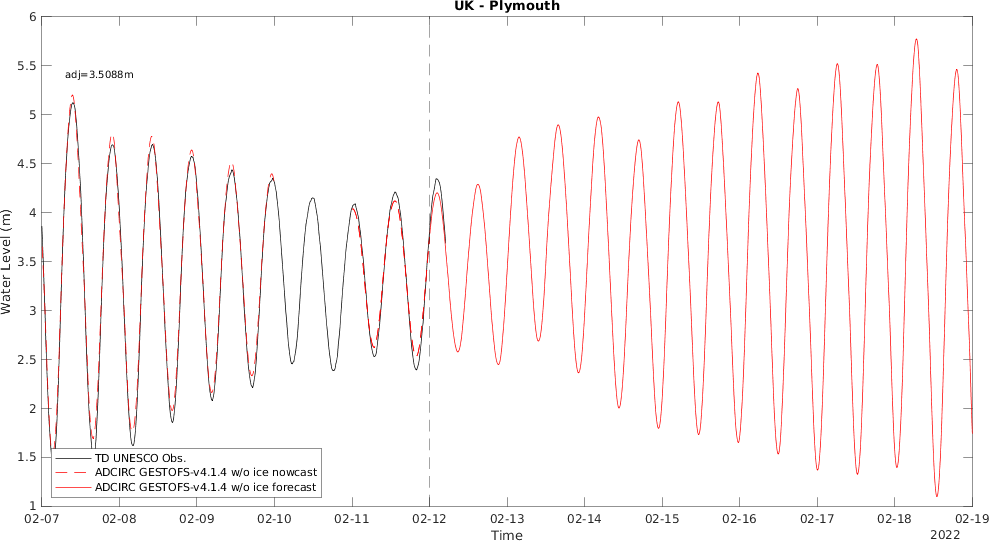 UK - Plymouth
6
5.5
5
4.5
4
3.5
3
2.5
2
1.5
1
Water Level (m)
adj=3.5088m
TD UNESCO Obs.
ADCIRC GESTOFS-v4.1.4 w/o ice nowcast
ADCIRC GESTOFS-v4.1.4 w/o ice forecast
02-07 02-08 02-09 02-10 02-11 02-12 02-13 02-14 02-15 02-16 02-17 02-18 02-19
Time
2022